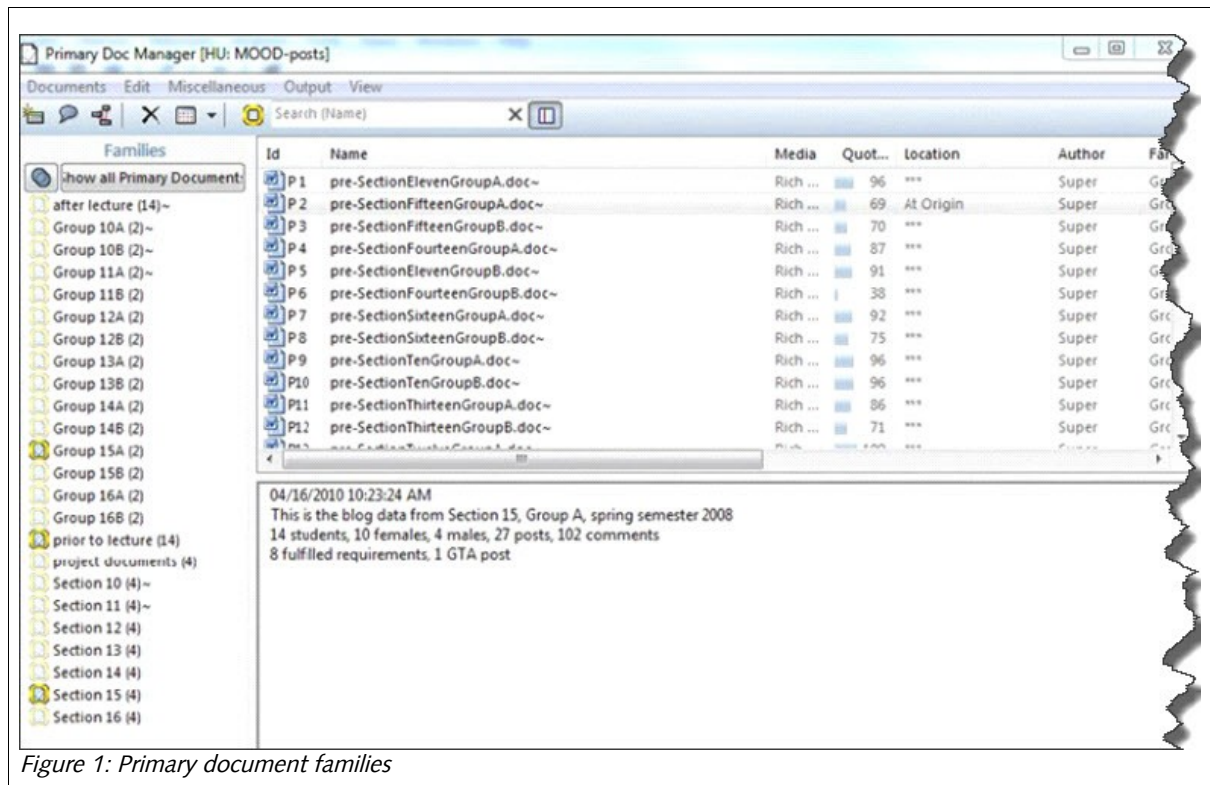 Primary Doc Manager [HU: MOOD-posts]
Documents Edit Miscellaneous Output View
Search (Name)
Families
Show all Primary Documents
after lecture (14)~
Group 10A (2)~
Group 10B (2)~
Group 11A (2)~
Group 11B (2)
Group 12A (2)
Group 12B (2)
Group 13A (2)
Group 13B (2)
Group 14A (2)
Group 14B (2)
Group 15A (2)
Group 15B (2)
Group 16A (2)
Group 16B (2)
prior to lecture (14)
project documents (4)
Section 10 (4)~
Section 11 (4)~
Section 12 (4)
Section 13 (4)
Section 14 (4)
Section 15 (4)
Section 16 (4)
Id Name Media Quot... Location Author
P 1 pre-SectionElevenGroupA.doc~ Rich ... 96 *** Super
P 2 pre-SectionFifteenGroupA.doc~ Rich ... 69 At Origin Super
P 3 pre-SectionFifteenGroupB.doc~ Rich ... 70 *** Super
P 4 pre-SectionFourteenGroupA.doc~ Rich ... 87 *** Super
P 5 pre-SectionElevenGroupB.doc~ Rich ... 91 *** Super
P 6 pre-SectionFourteenGroupB.doc~ Rich ... 38 *** Super
P 7 pre-SectionSixteenGroupA.doc~ Rich ... 92 *** Super
P 8 pre-SectionSixteenGroupB.doc~ Rich ... 75 *** Super
P 9 pre-SectionTenGroupA.doc~ Rich ... 96 *** Super
P10 pre-SectionTenGroupB.doc~ Rich ... 96 *** Super
P11 pre-SectionThirteenGroupA.doc~ Rich ... 86 *** Super
P12 pre-SectionThirteenGroupB.doc~ Rich ... 71 *** Super
04/16/2010 10:23:24 AM
This is the blog data from Section 15, Group A, spring semester 2008
14 students, 10 females, 4 males, 27 posts, 102 comments
8 fulfilled requirements, 1 GTA post
Figure 1: Primary document families